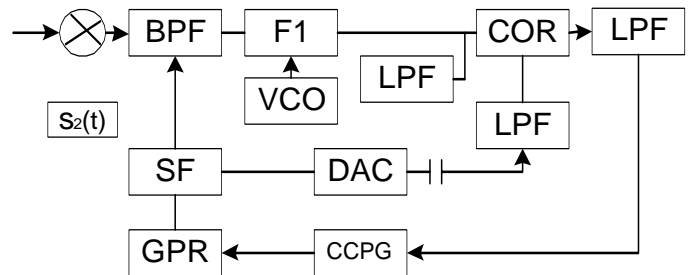 BPF
F1
COR
LPF
LPF
VCO
s₂(t)
LPF
SF
DAC
GPR
CCPG